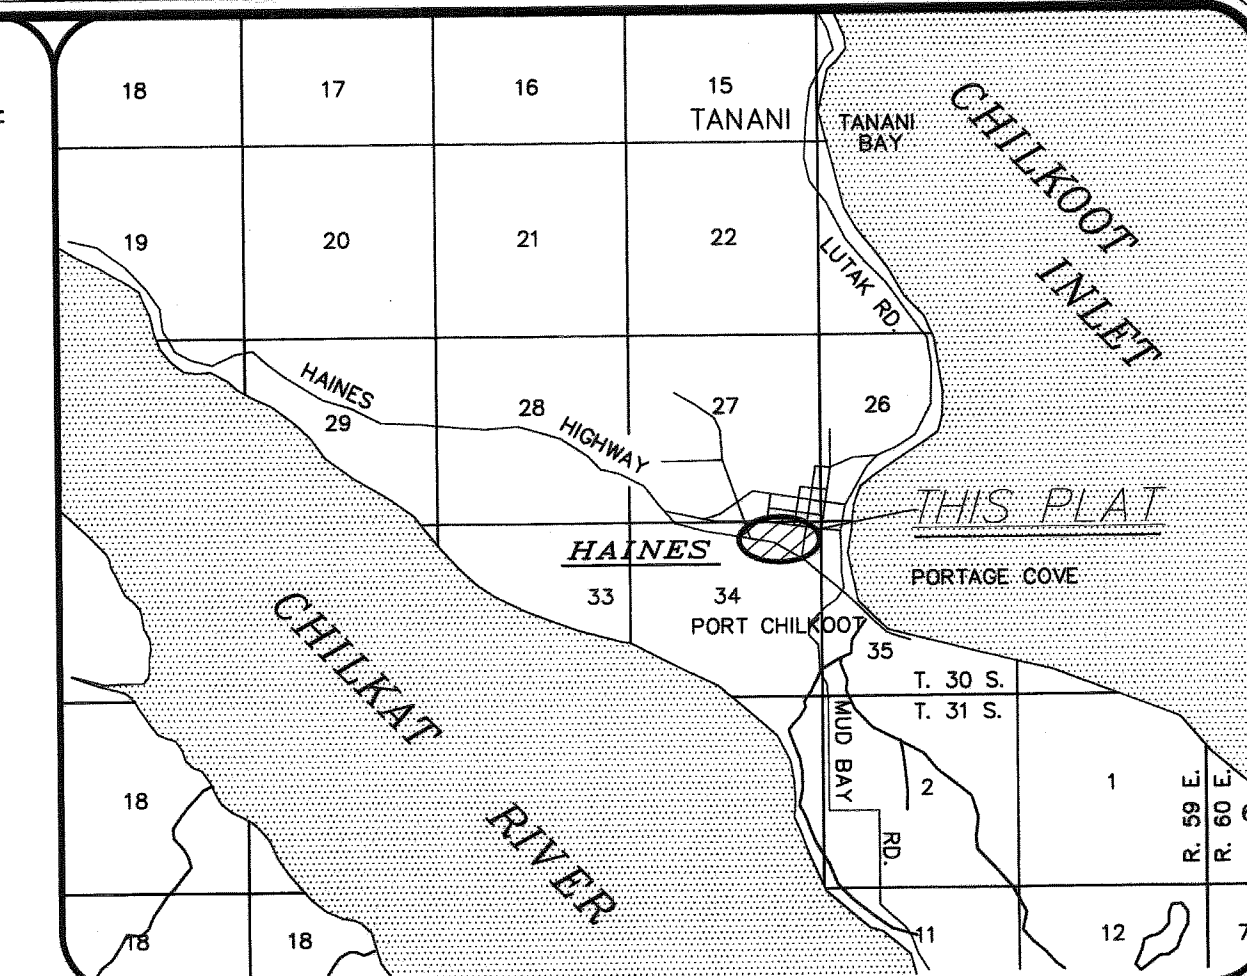 18 17 16 15
TANANI
TANANI
BAY
CHILKOOT
INLET
19 20 21 22
LUTAK RD.
HAINES
HIGHWAY
29 28 27 26
THIS PLAT
HAINES
PORTAGE COVE
33 34
PORT CHILKOOT
35
T. 30 S.
T. 31 S.
CHILKAT
RIVER
MUD BAY
RD.
18 2 1
R. 59 E.
R. 60 E.
18 18 11 12 7